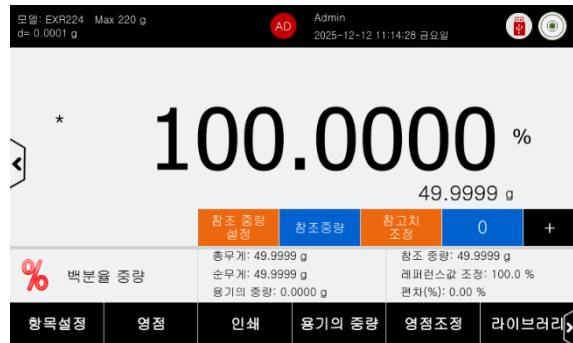 모델: EXR224 Max 220 g
d= 0.0001 g
AD
Admin
2025-12-12 11:14:28 금요일
*
100.0000 %
49.9999 g
참조 중량
설정
참조중량
참고치
조정
0
+
% 백분율 중량
총무게: 49.9999 g
순무게: 49.9999 g
용기의 중량: 0.0000 g
참조 중량: 49.9999 g
레퍼런스값 조정: 100.0 %
편차(%): 0.00 %
항목설정 영점 인쇄 용기의 중량 영점조정 라이브러리